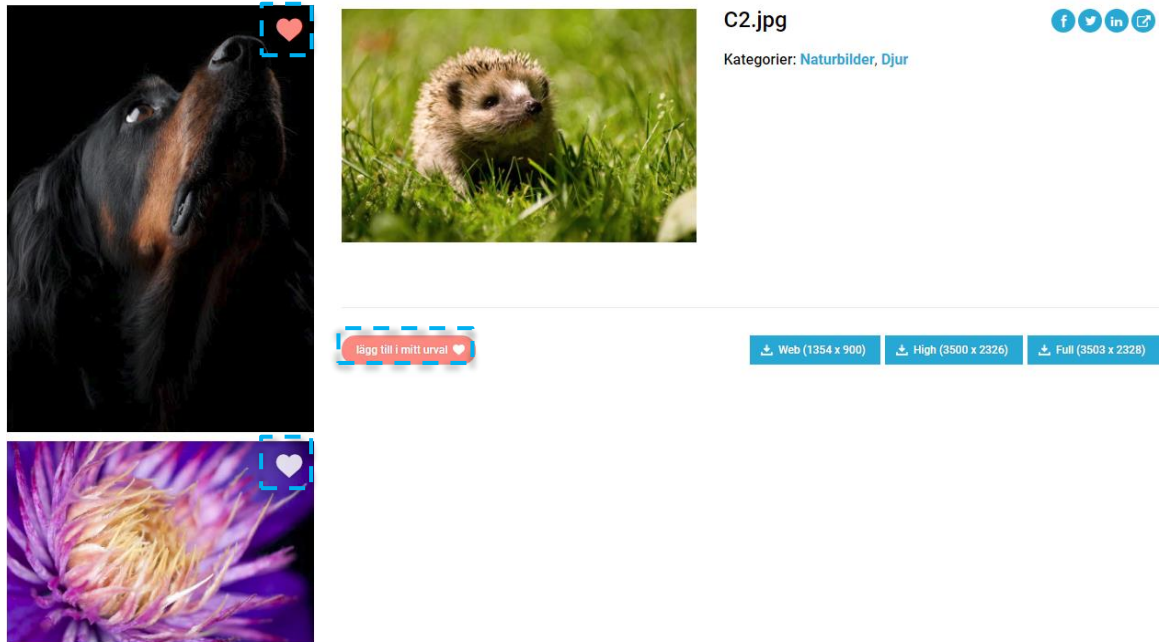 C2.jpg
Kategorier: Naturbilder, Djur
lägg till i mitt urval
Web (1354 x 900)
High (3500 x 2326)
Full (3503 x 2328)